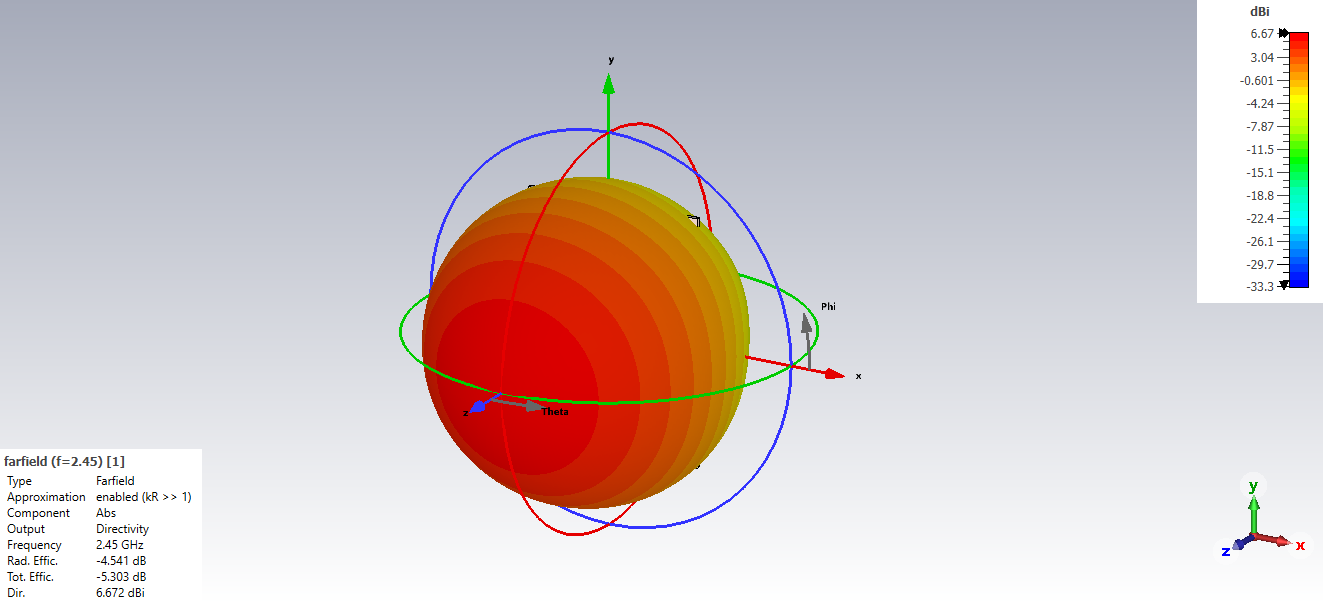 dBi
6.67
3.04
-0.601
-4.24
-7.87
-11.5
-15.1
-18.8
-22.4
-26.1
-29.7
-33.3
y
Phi
x
z
Theta
farfield (f=2.45) [1]
Type Farfield
Approximation enabled (kR >> 1)
Component Abs
Output Directivity
Frequency 2.45 GHz
Rad. Effic. -4.541 dB
Tot. Effic. -5.303 dB
Dir. 6.672 dBi
y
z
x